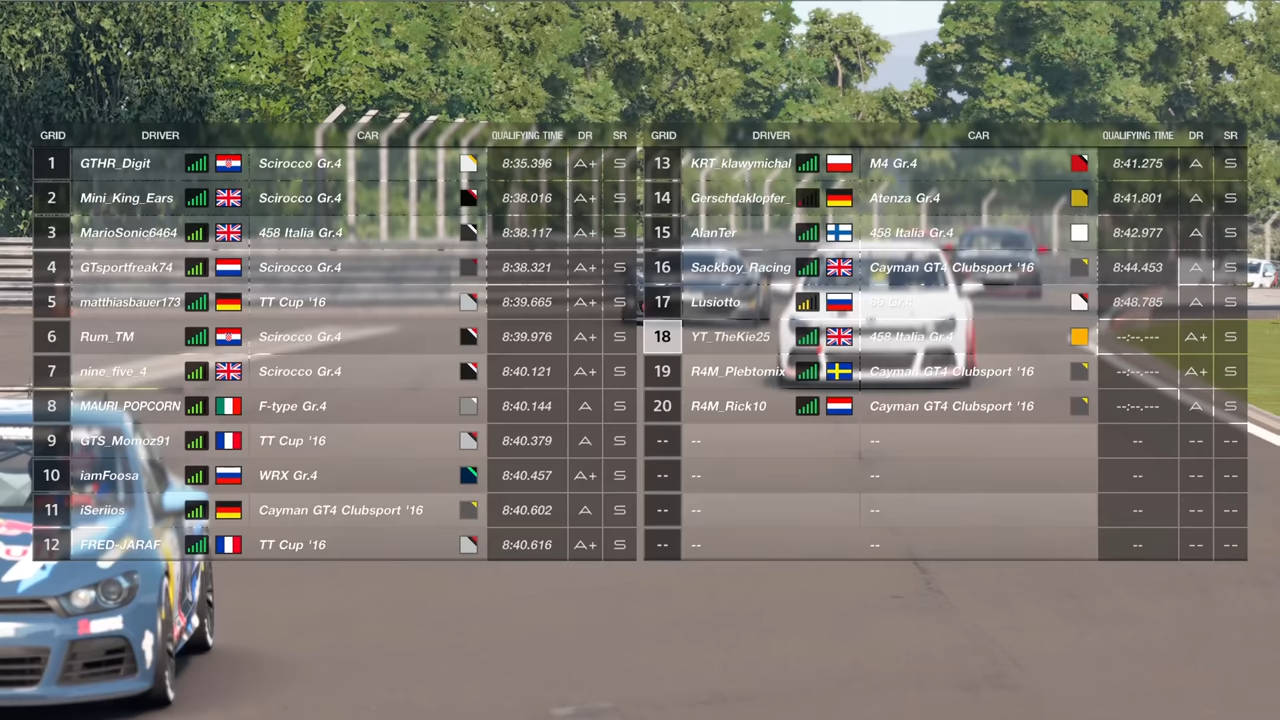 GRID DRIVER CAR QUALIFYING TIME DR SR
1 GTHR_Digit Scirocco Gr.4 8:35.396 A+ S
2 Mini_King_Ears Scirocco Gr.4 8:38.016 A+ S
3 MarioSonic6464 458 Italia Gr.4 8:38.117 A+ S
4 GTsportfreak74 Scirocco Gr.4 8:38.321 A+ S
5 matthiasbauer173 TT Cup '16 8:39.665 A+ S
6 Rum_TM Scirocco Gr.4 8:39.976 A+ S
7 nine_five_4 Scirocco Gr.4 8:40.121 A+ S
8 MAURI_POPCORN F-type Gr.4 8:40.144 A S
9 GTS_Momoz91 TT Cup '16 8:40.379 A S
10 iamFoosa WRX Gr.4 8:40.457 A+ S
11 iSeriios Cayman GT4 Clubsport '16 8:40.602 A S
12 FRED-JARAF TT Cup '16 8:40.616 A+ S
GRID DRIVER CAR QUALIFYING TIME DR SR
13 KRT_klawymichal M4 Gr.4 8:41.275 A S
14 Gerschdaklopfer_ Atenza Gr.4 8:41.801 A S
15 AlanTer 458 Italia Gr.4 8:42.977 A S
16 Sackboy_Racing Cayman GT4 Clubsport '16 8:44.453 A S
17 Lusiotto 86 Gr.4 8:48.785 A S
18 YT_TheKie25 458 Italia Gr.4 --:--.--- A+ S
19 R4M_Plebtomix Cayman GT4 Clubsport '16 --:--.--- A+ S
20 R4M_Rick10 Cayman GT4 Clubsport '16 --:--.--- A S
-- -- -- -- -- --
-- -- -- -- -- --
-- -- -- -- -- --
-- -- -- -- -- --